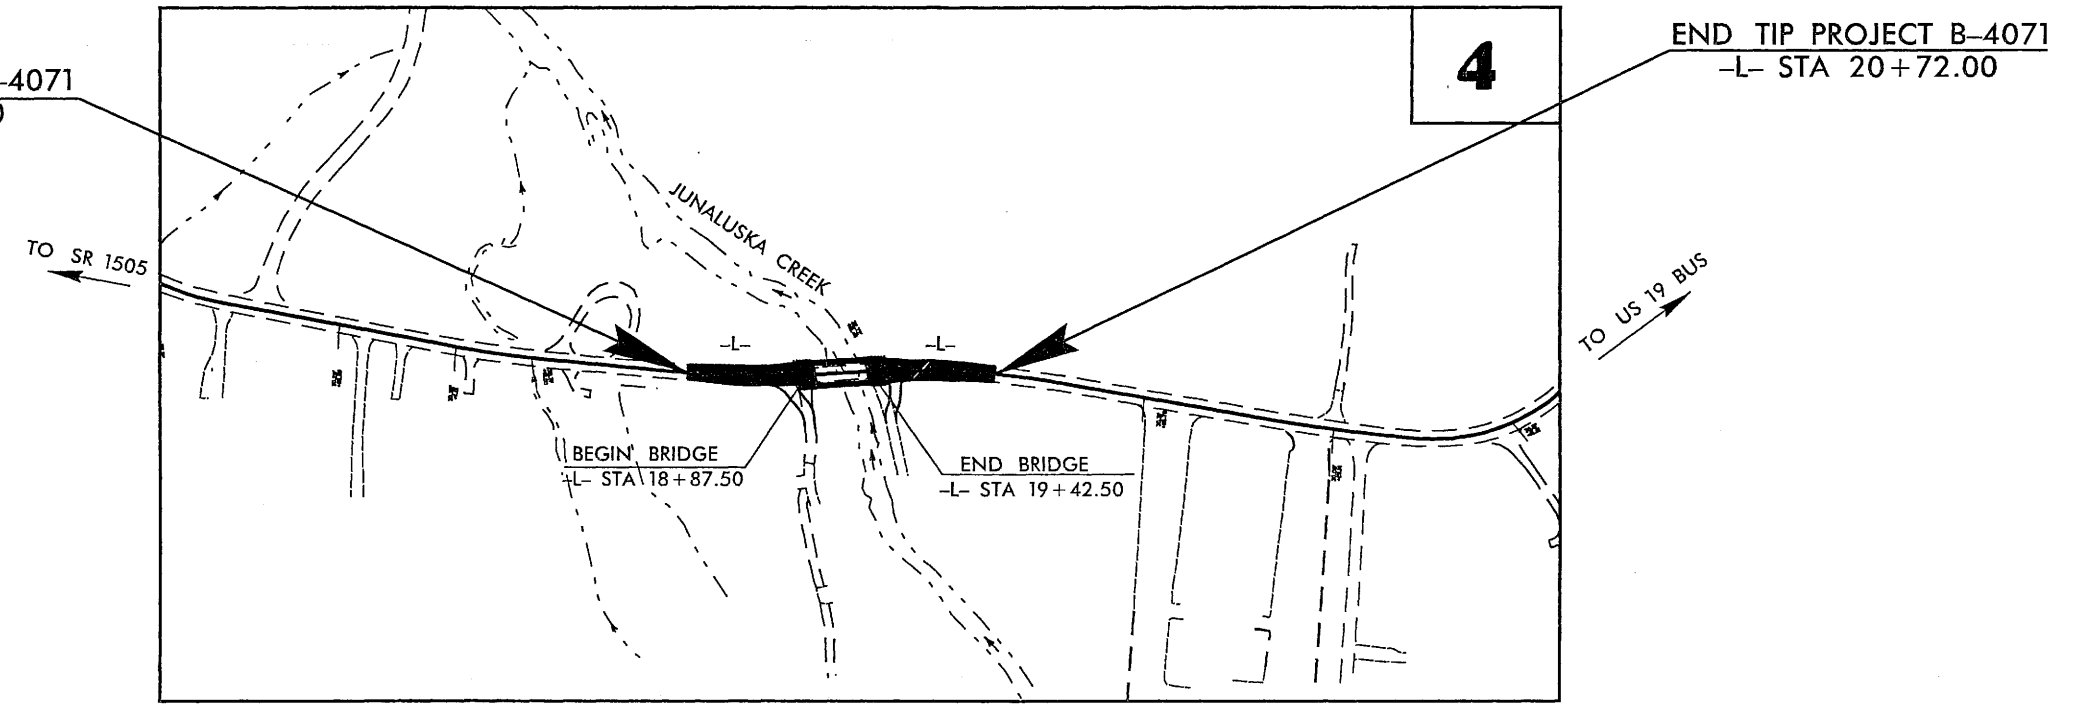 4
END TIP PROJECT B-4071
-L- STA 20+72.00
-4071
TO SR 1505
JUNALUSKA CREEK
TO US 19 BUS
-L-
-L-
BEGIN BRIDGE
-L- STA 18+87.50
END BRIDGE
-L- STA 19+42.50